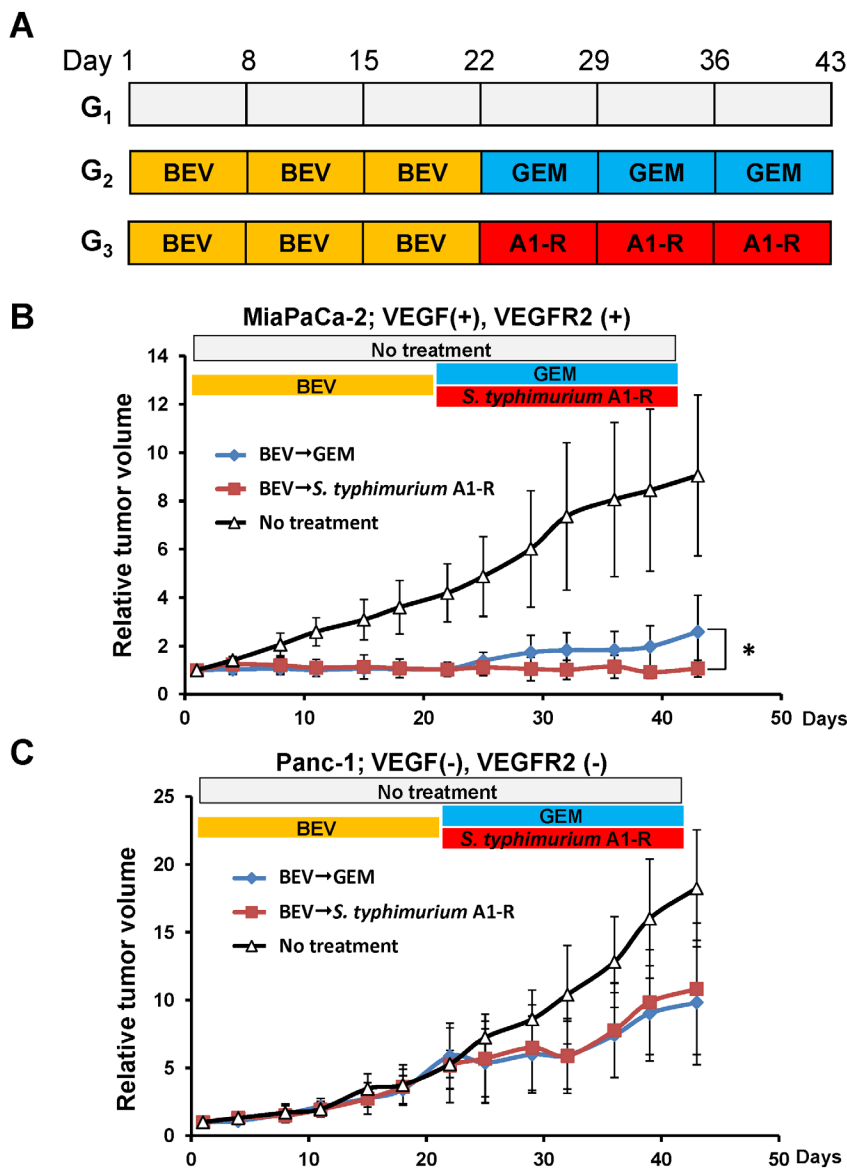 A
Day 1 8 15 22 29 36 43
G1
G2 BEV BEV BEV GEM GEM GEM
G3 BEV BEV BEV A1-R A1-R A1-R
B
MiaPaCa-2; VEGF(+), VEGFR2 (+)
No treatment
GEM
BEV
S. typhimurium A1-R
BEV→GEM
BEV→S. typhimurium A1-R
No treatment
Relative tumor volume
14
12
10
8
6
4
2
0
*
0 10 20 30 40 50 Days
C
Panc-1; VEGF(-), VEGFR2 (-)
No treatment
GEM
BEV
S. typhimurium A1-R
BEV→GEM
BEV→S. typhimurium A1-R
No treatment
Relative tumor volume
25
20
15
10
5
0
0 10 20 30 40 50 Days